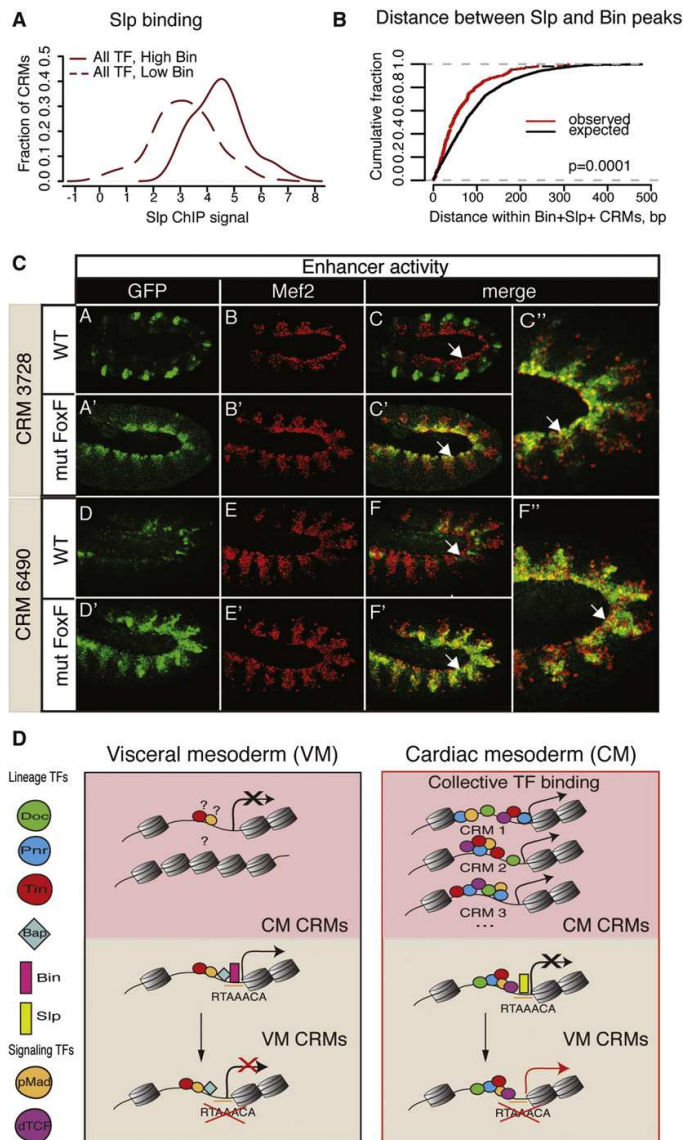 A
Slp binding
All TF, High Bin
All TF, Low Bin
Fraction of CRMs
0.0 0.1 0.2 0.3 0.4 0.5
-1 0 1 2 3 4 5 6 7 8
Slp ChIP signal
B
Distance between Slp and Bin peaks
Cumulative fraction
0.0 0.2 0.4 0.6 0.8 1.0
observed
expected
p=0.0001
0 100 200 300 400 500
Distance within Bin+Slp+ CRMs, bp
C
Enhancer activity
GFP Mef2 merge
CRM 3728
WT
A B C C''
mut FoxF
A' B' C'
CRM 6490
WT
D E F F''
mut FoxF
D' E' F'
D
Visceral mesoderm (VM)
Cardiac mesoderm (CM)
Lineage TFs
Doc
Pnr
Tin
Bap
Bin
Slp
Signaling TFs
pMad
dTCF
? ?
?
CM CRMs
RTAAACA
VM CRMs
RTAAACA
Collective TF binding
CRM 1
CRM 2
CRM 3
...
CM CRMs
RTAAACA
VM CRMs
RTAAACA